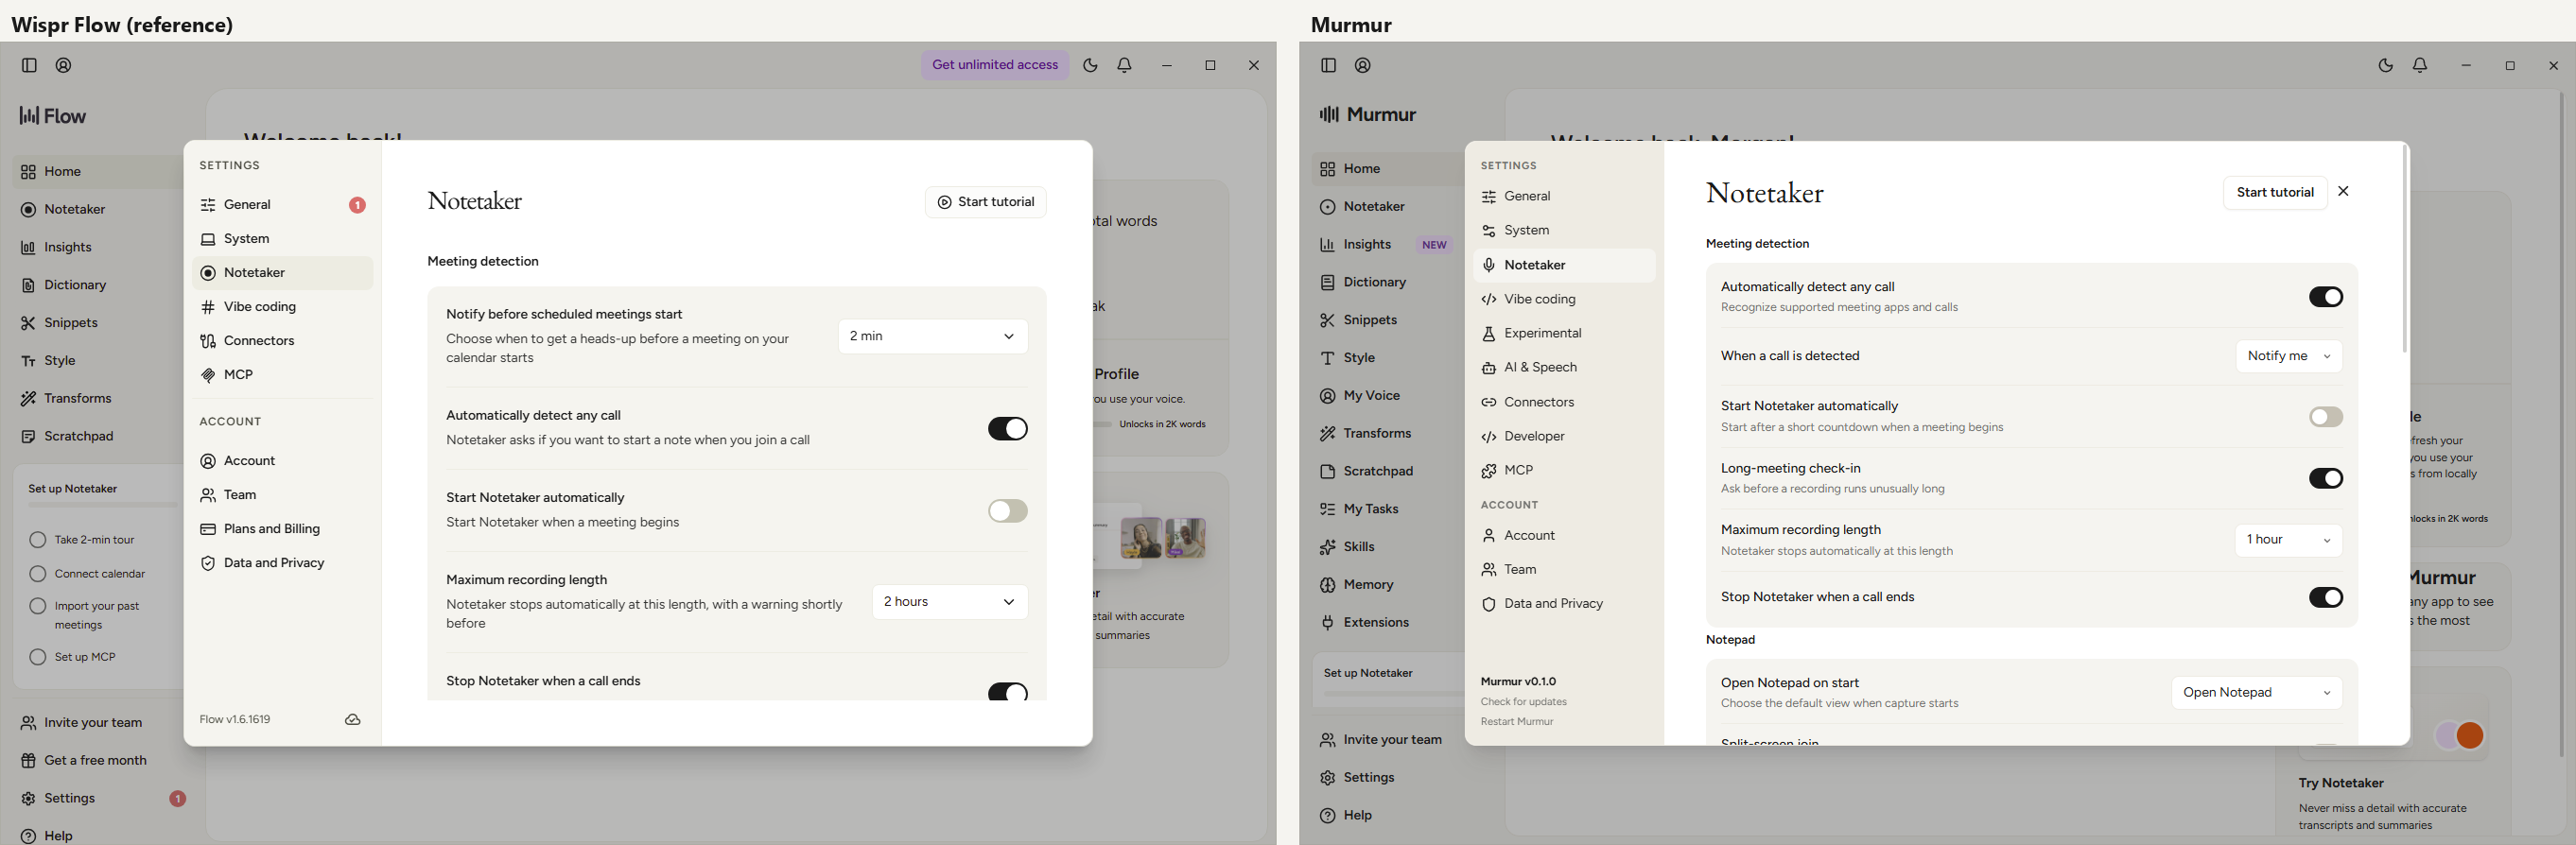 Wispr Flow (reference)
Get unlimited access
Flow
Home
Notetaker
Insights
Dictionary
Snippets
Style
Transforms
Scratchpad
Set up Notetaker
Take 2-min tour
Connect calendar
Import your past
meetings
Set up MCP
Invite your team
Get a free month
Settings
1
Help
SETTINGS
General
1
System
Notetaker
Vibe coding
Connectors
MCP
ACCOUNT
Account
Team
Plans and Billing
Data and Privacy
Flow v1.6.1619
Notetaker
Start tutorial
Meeting detection
Notify before scheduled meetings start
Choose when to get a heads-up before a meeting on your
calendar starts
2 min
Automatically detect any call
Notetaker asks if you want to start a note when you join a call
Start Notetaker automatically
Start Notetaker when a meeting begins
Maximum recording length
Notetaker stops automatically at this length, with a warning shortly
before
2 hours
Stop Notetaker when a call ends
words
Profile
you use your voice.
Unlocks in 2K words
detail with accurate
summaries
Murmur
Murmur
Home
Notetaker
Insights
NEW
Dictionary
Snippets
Style
My Voice
Transforms
Scratchpad
My Tasks
Skills
Memory
Extensions
Set up Notetaker
Invite your team
Settings
Help
SETTINGS
General
System
Notetaker
Vibe coding
Experimental
AI & Speech
Connectors
Developer
MCP
ACCOUNT
Account
Team
Data and Privacy
Murmur v0.1.0
Check for updates
Restart Murmur
Notetaker
Start tutorial
Meeting detection
Automatically detect any call
Recognize supported meeting apps and calls
When a call is detected
Notify me
Start Notetaker automatically
Start after a short countdown when a meeting begins
Long-meeting check-in
Ask before a recording runs unusually long
Maximum recording length
Notetaker stops automatically at this length
1 hour
Stop Notetaker when a call ends
Notepad
Open Notepad on start
Choose the default view when capture starts
Open Notepad
Split-screen join
refresh your
you use your
from locally
Unlocks in 2K words
Murmur
any app to see
the most
Try Notetaker
Never miss a detail with accurate
transcripts and summaries